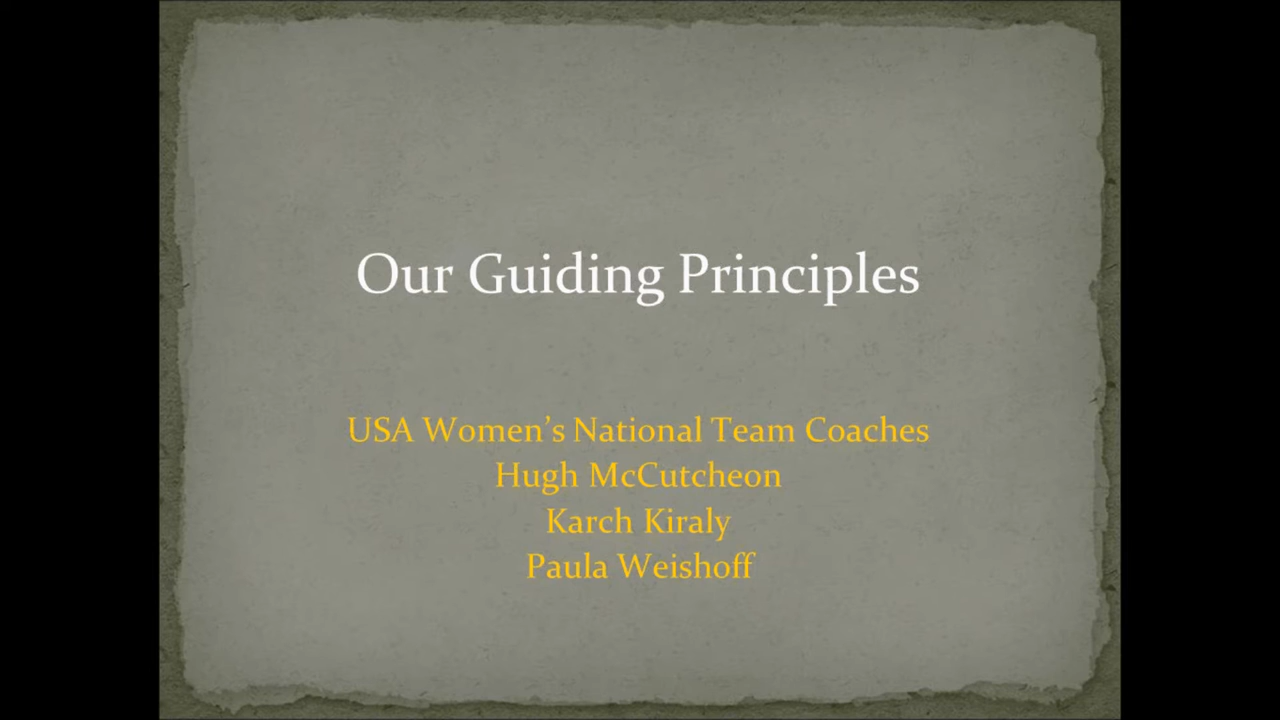 Our Guiding Principles
USA Women’s National Team Coaches
Hugh McCutcheon
Karch Kiraly
Paula Weishoff